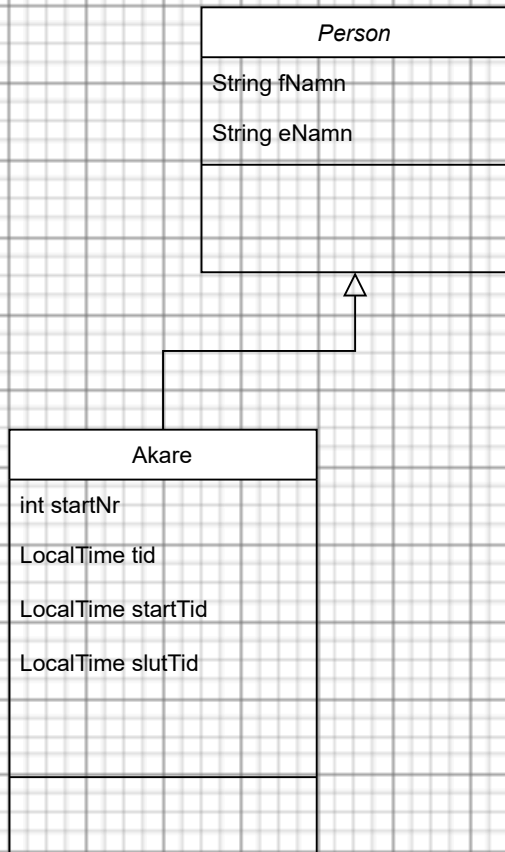 Person
String fNamn
String eNamn
Akare
int startNr
LocalTime tid
LocalTime startTid
LocalTime slutTid